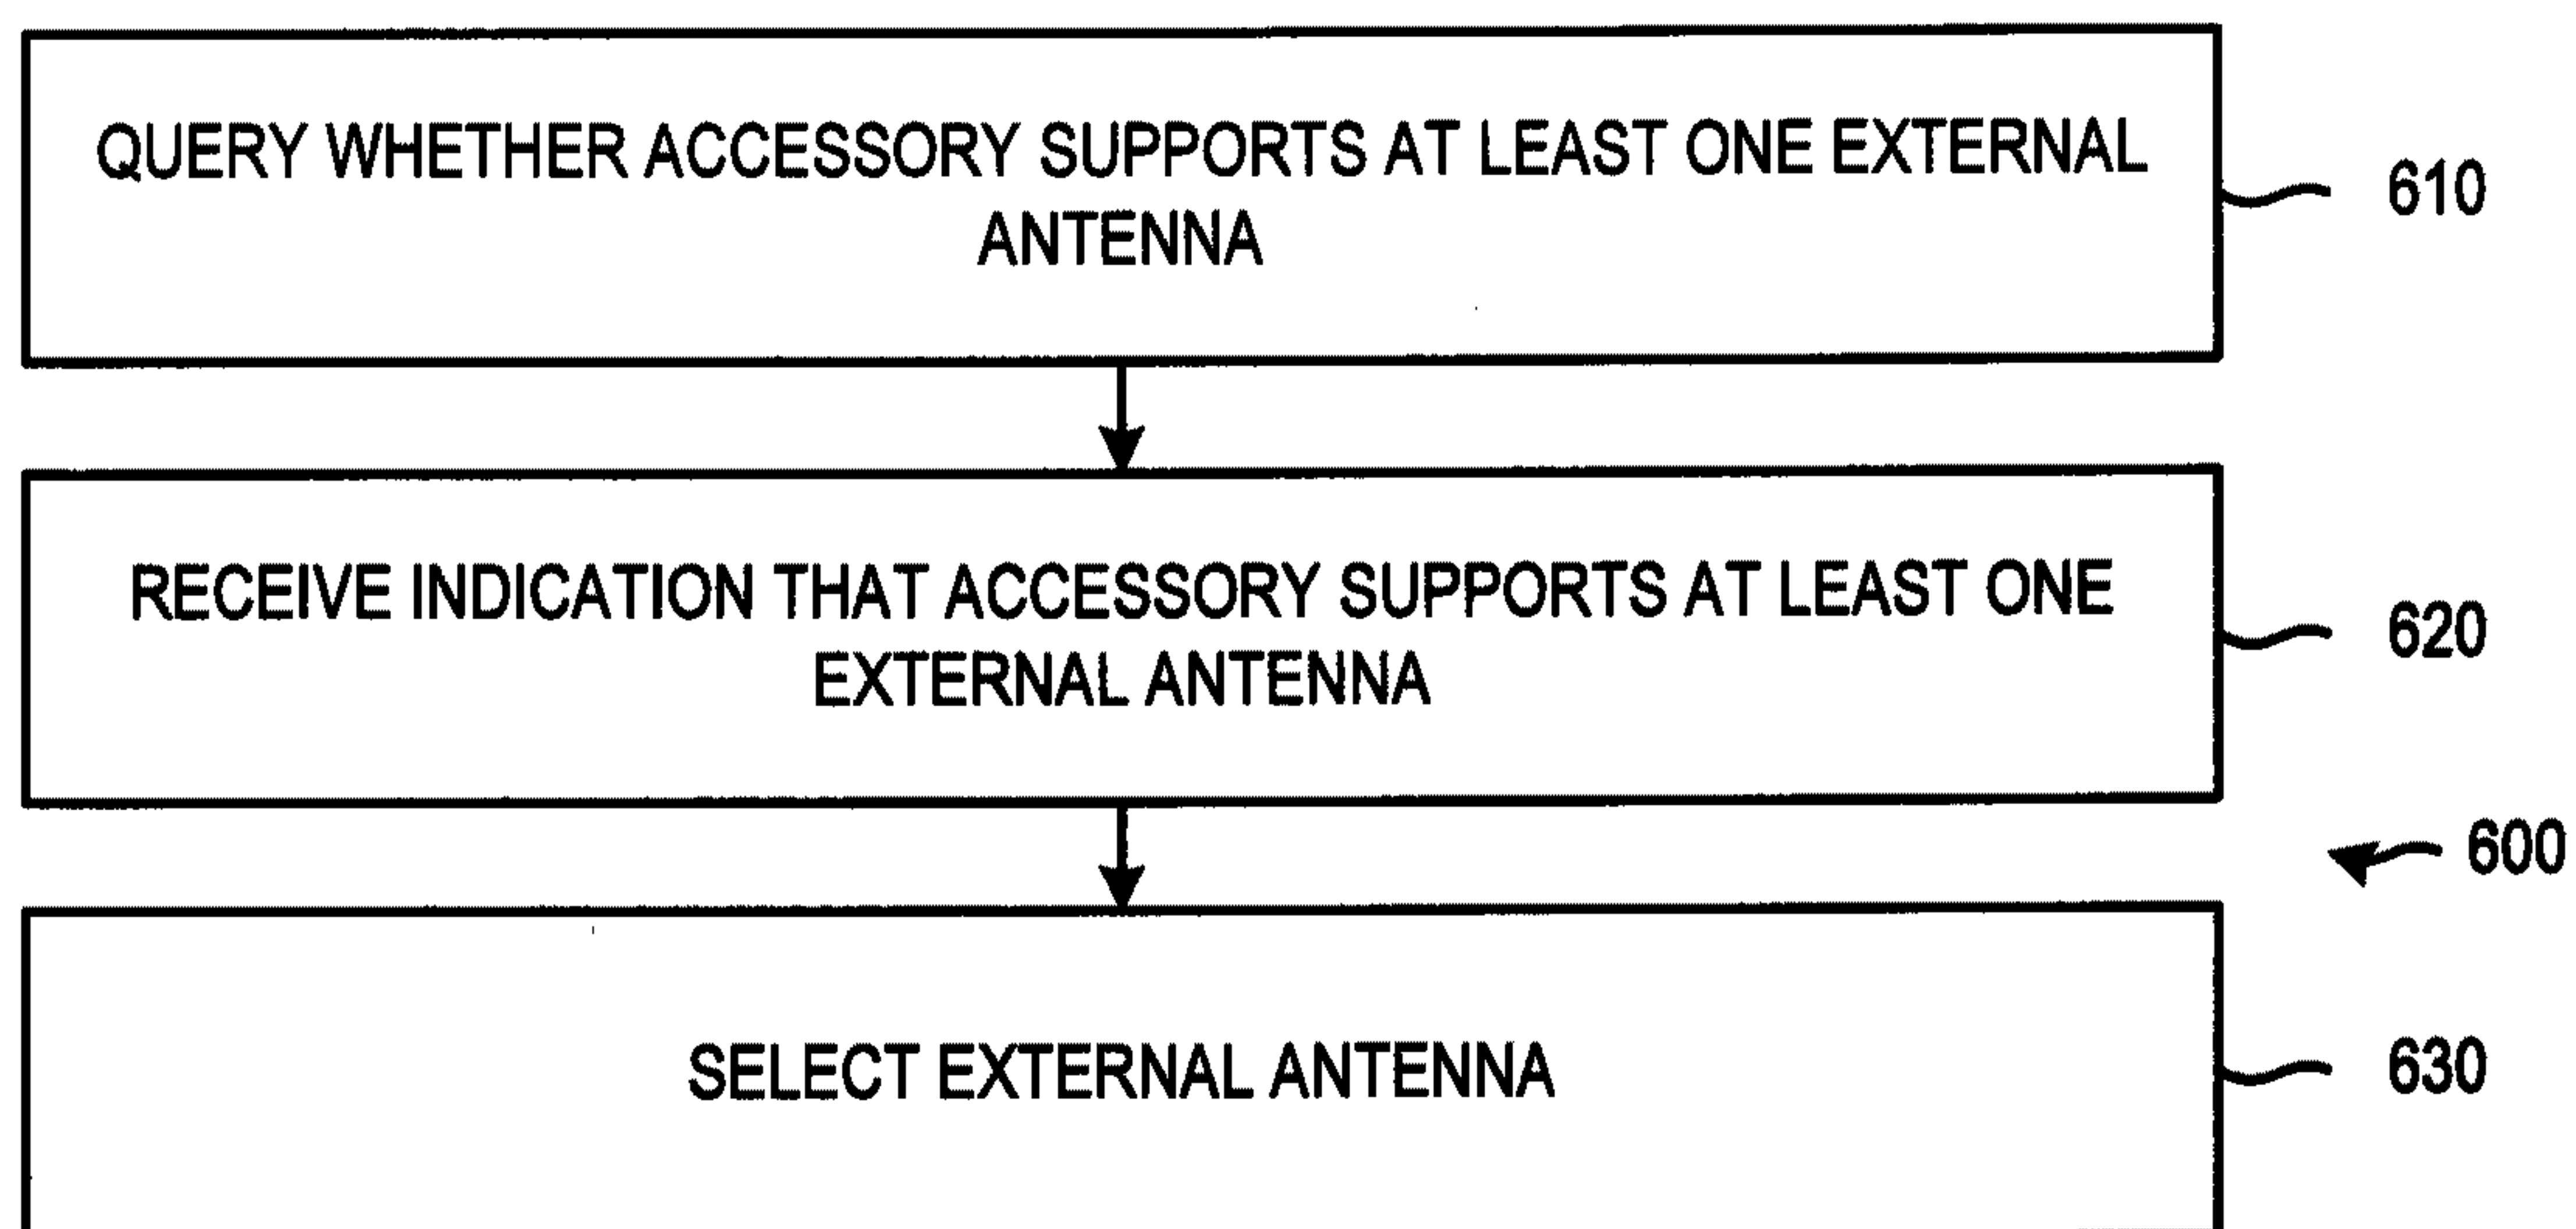 QUERY WHETHER ACCESSORY SUPPORTS AT LEAST ONE EXTERNAL
ANTENNA
610
RECEIVE INDICATION THAT ACCESSORY SUPPORTS AT LEAST ONE
EXTERNAL ANTENNA
620
600
SELECT EXTERNAL ANTENNA
630